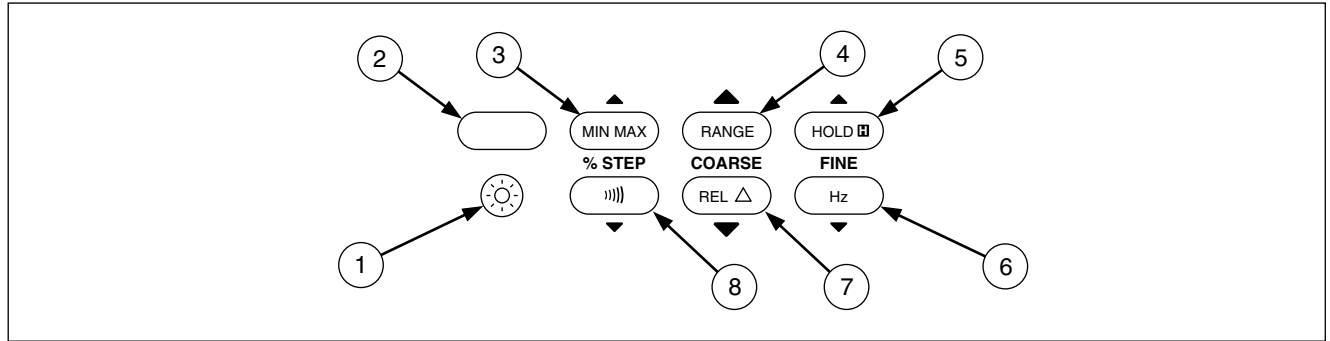 2 3 4 5
MIN MAX RANGE HOLD H
% STEP COARSE FINE
REL △ Hz
1 8 7 6